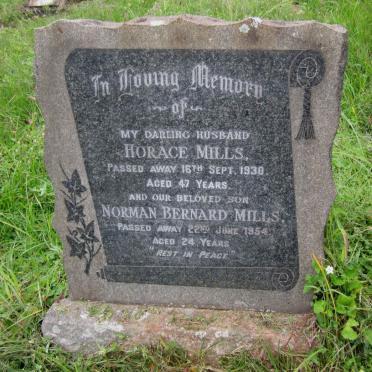 In Loving Memory
of
MY DARLING HUSBAND
HORACE MILLS,
PASSED AWAY 16TH SEPT. 1930
AGED 47 YEARS.
AND OUR BELOVED SON
NORMAN BERNARD MILLS,
PASSED AWAY 22ND JUNE 1954
AGED 24 YEARS
"REST IN PEACE"